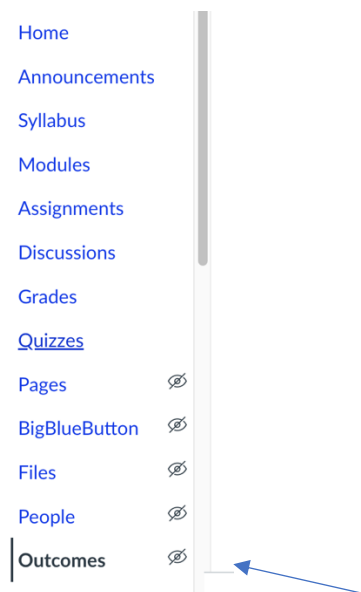 Home
Announcements
Syllabus
Modules
Assignments
Discussions
Grades
Quizzes
Pages
BigBlueButton
Files
People
Outcomes